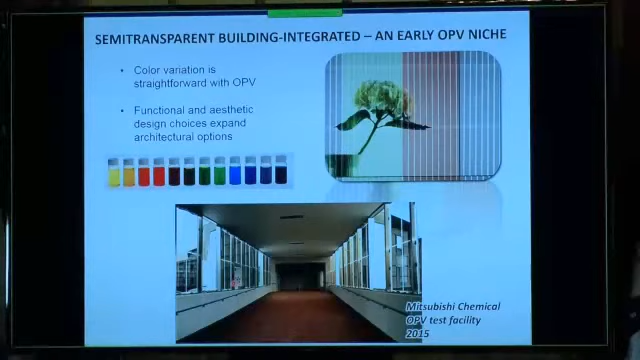 SEMITRANSPARENT BUILDING-INTEGRATED – AN EARLY OPV NICHE
• Color variation is
straightforward with OPV
• Functional and aesthetic
design choices expand
architectural options
Mitsubishi Chemical
OPV test facility
2015